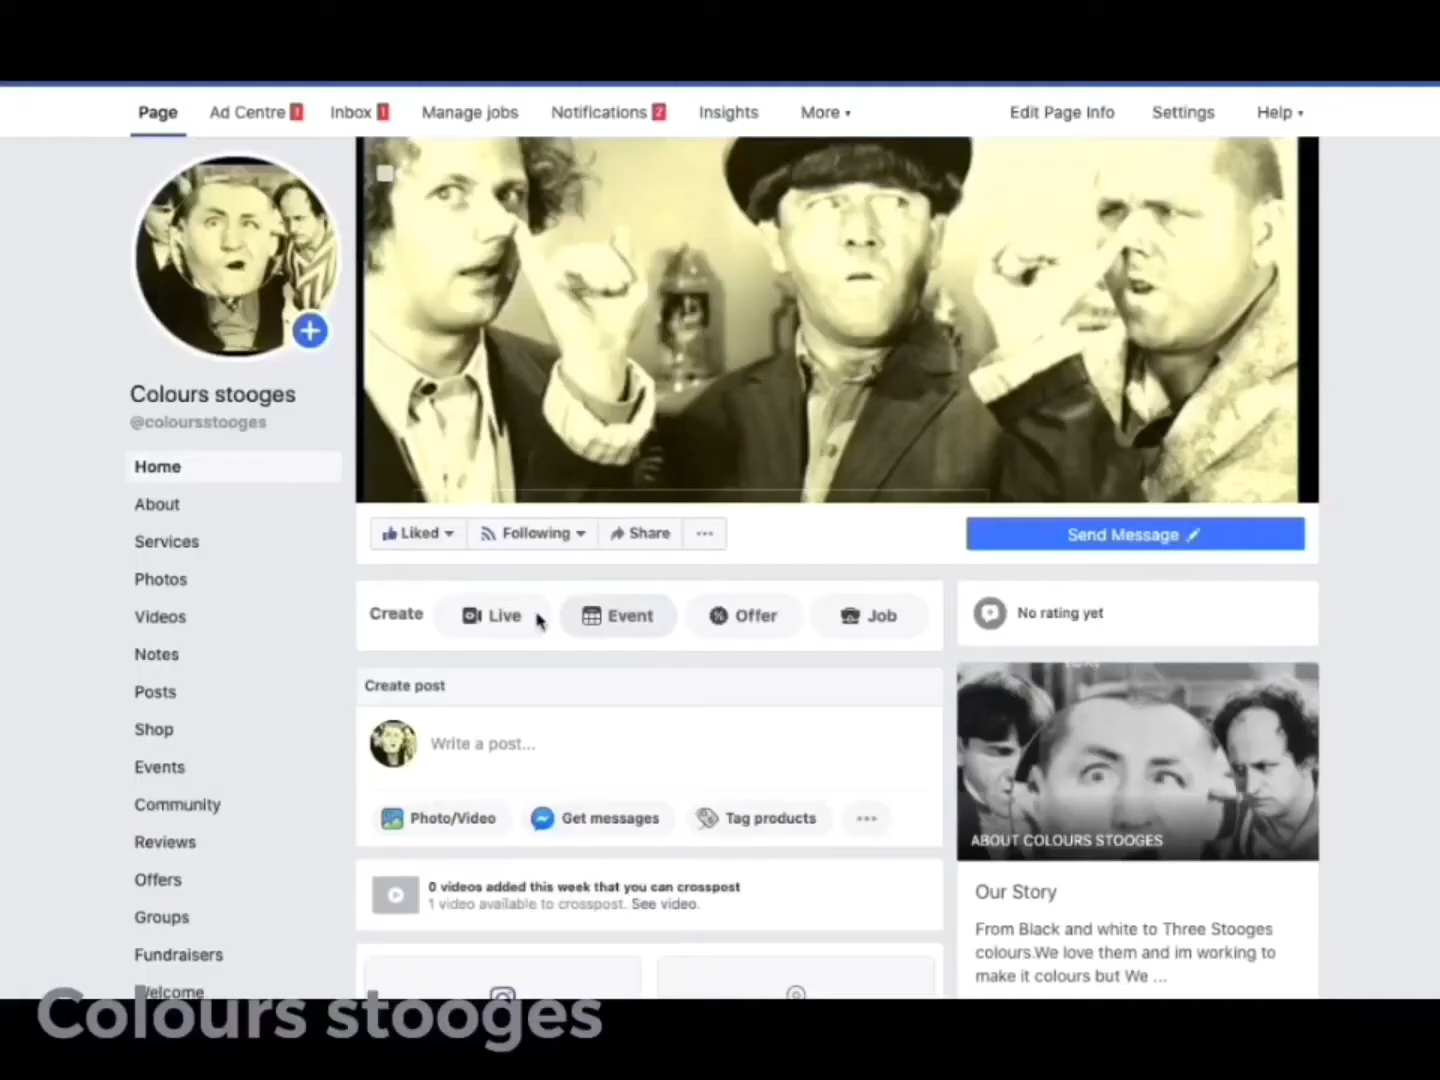 Page Ad Centre 1 Inbox 1 Manage jobs Notifications 2 Insights More Edit Page Info Settings Help
Colours stooges
@coloursstooges
Home
About
Services
Photos
Videos
Notes
Posts
Shop
Events
Community
Reviews
Offers
Groups
Fundraisers
Welcome
Liked Following Share ...
Send Message
Create Live Event Offer Job
Create post
Write a post...
Photo/Video Get messages Tag products ...
0 videos added this week that you can crosspost
1 video available to crosspost. See video.
No rating yet
ABOUT COLOURS STOOGES
Our Story
From Black and white to Three Stooges
colours.We love them and im working to
make it colours but We ...
Colours stooges